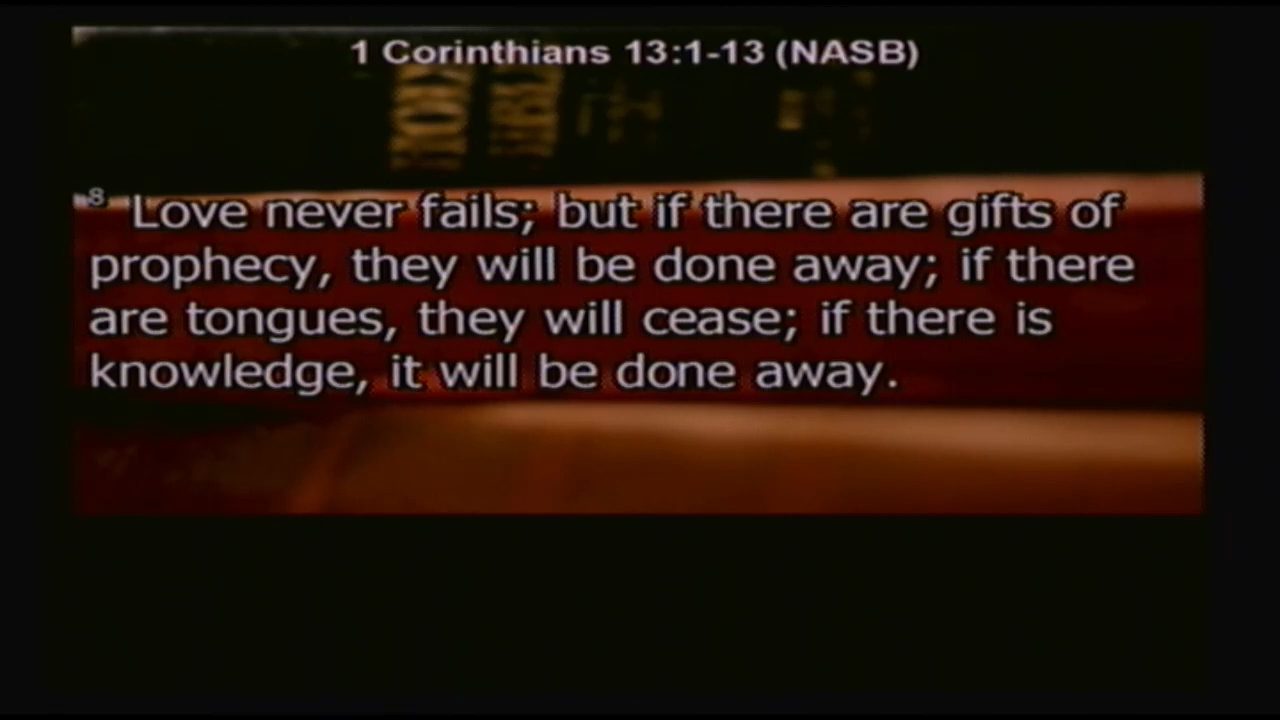 1 Corinthians 13:1-13 (NASB)
8 Love never fails; but if there are gifts of
prophecy, they will be done away; if there
are tongues, they will cease; if there is
knowledge, it will be done away.